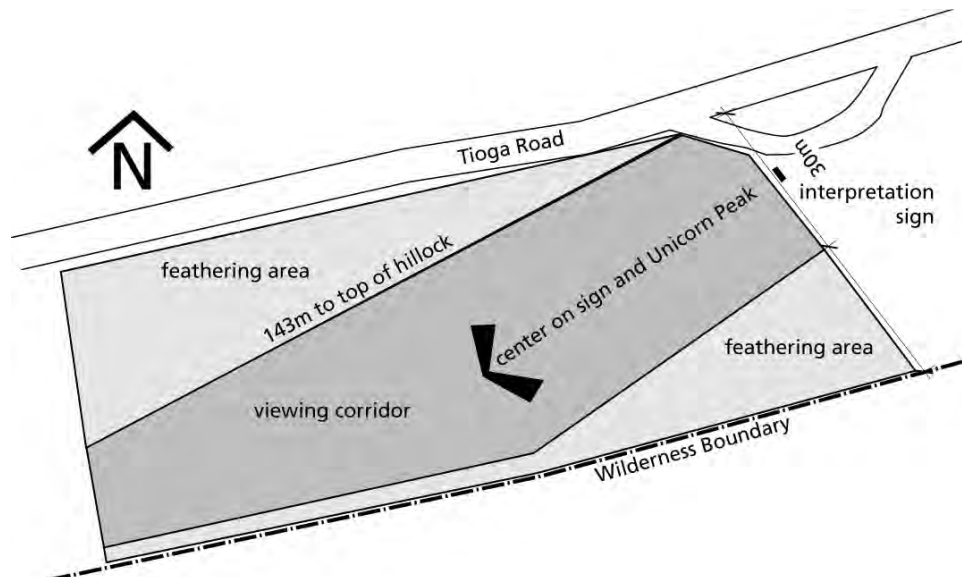 N
Tioga Road
30m
interpretation
sign
feathering area
143m to top of hillock
center on sign and Unicorn Peak
feathering area
viewing corridor
Wilderness Boundary